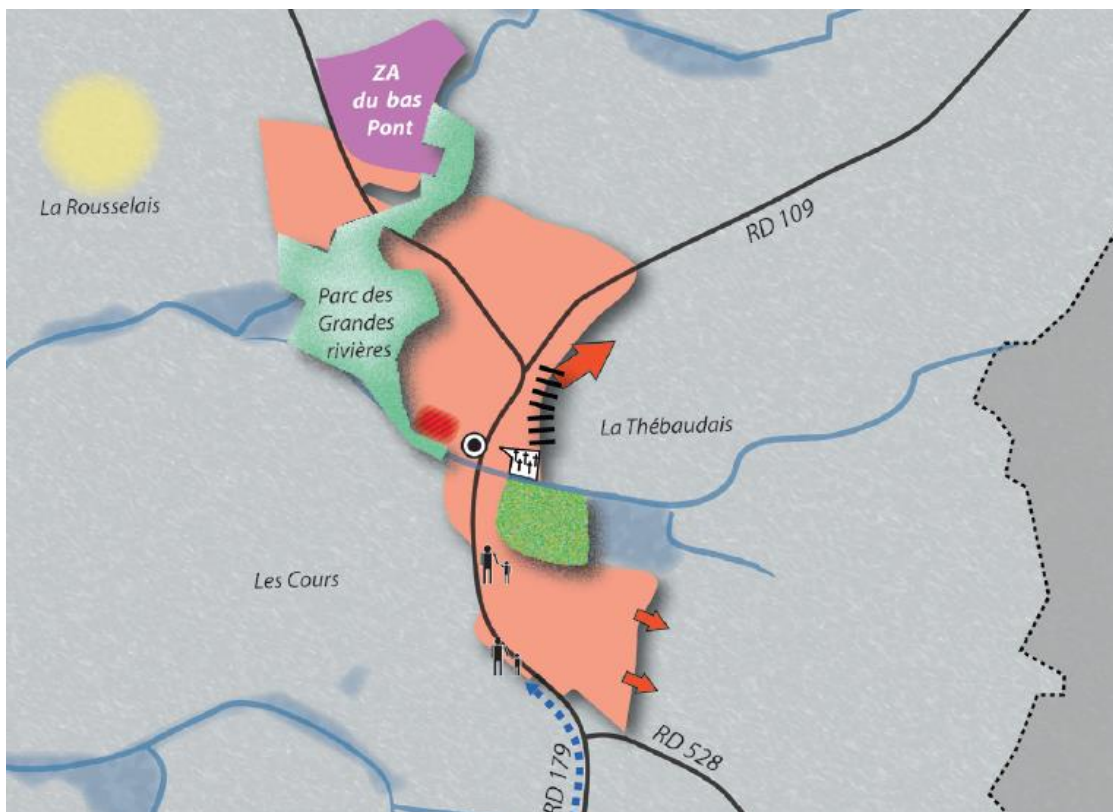 ZA
du bas
Pont
La Rousselais
RD 109
Parc des
Grandes
rivières
La Thébaudais
Les Cours
RD 179
RD 528